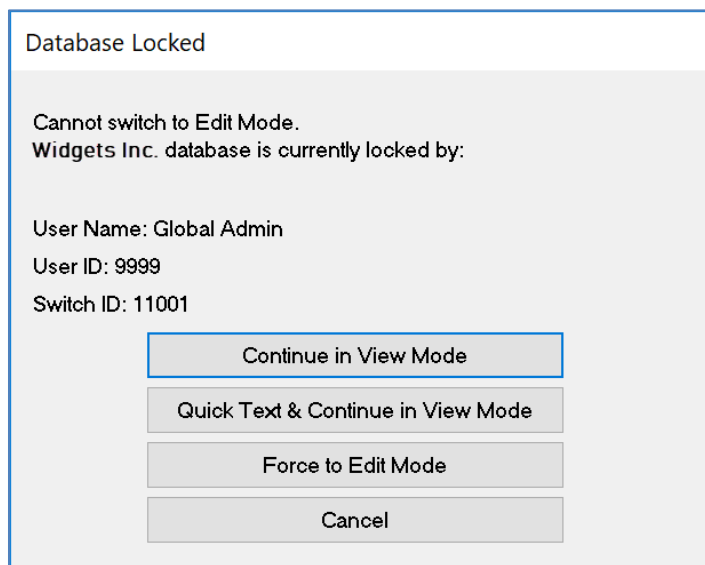 Database Locked
Cannot switch to Edit Mode.
Widgets Inc. database is currently locked by:
User Name: Global Admin
User ID: 9999
Switch ID: 11001
Continue in View Mode
Quick Text & Continue in View Mode
Force to Edit Mode
Cancel